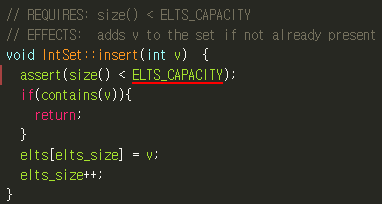 // REQUIRES: size() < ELTS_CAPACITY
// EFFECTS:  adds v to the set if not already present
void IntSet::insert(int v)  {
  assert(size() < ELTS_CAPACITY);
  if(contains(v)){
    return;
  }
  elts[elts_size] = v;
  elts_size++;
}